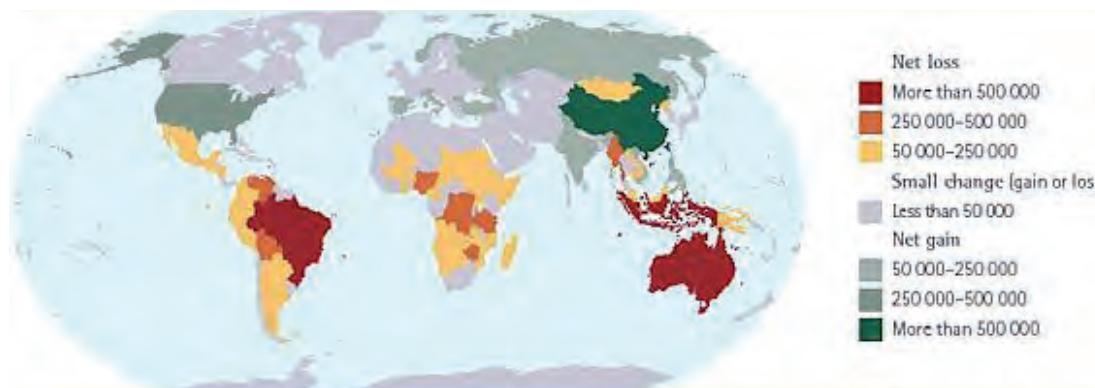 Net loss
More than 500 000
250 000–500 000
50 000–250 000
Small change (gain or los
Less than 50 000
Net gain
50 000–250 000
250 000–500 000
More than 500 000